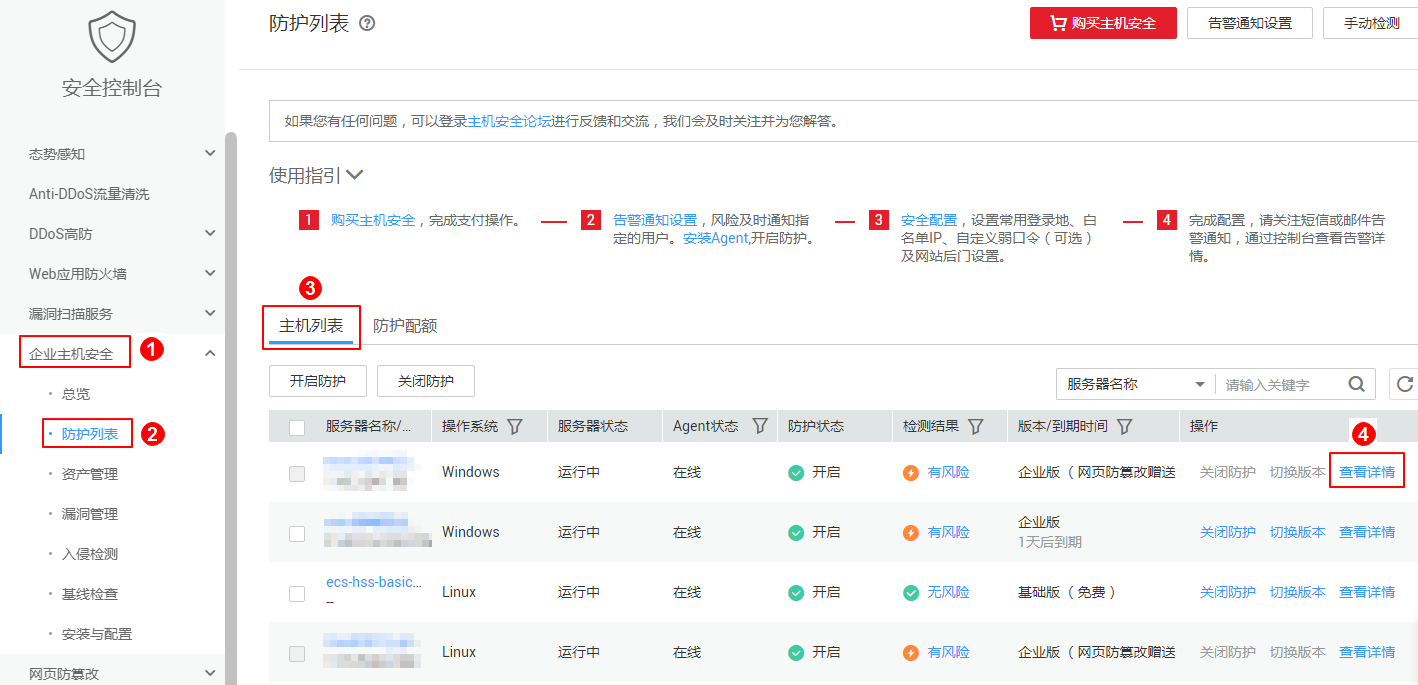 安全控制台
态势感知
Anti-DDoS流量清洗
DDoS高防
Web应用防火墙
漏洞扫描服务
企业主机安全
1
· 总览
· 防护列表
2
· 资产管理
· 漏洞管理
· 入侵检测
· 基线检查
· 安装与配置
网页防篡改
防护列表 ?
购买主机安全
告警通知设置
手动检测
如果您有任何问题，可以登录主机安全论坛进行反馈和交流，我们会及时关注并为您解答。
使用指引
1 购买主机安全，完成支付操作。
2 告警通知设置，风险及时通知指
定的用户。安装Agent,开启防护。
3 安全配置，设置常用登录地、白
名单IP、自定义弱口令（可选）
及网站后门设置。
4 完成配置，请关注短信或邮件告
警通知，通过控制台查看告警详
情。
3
主机列表 防护配额
开启防护 关闭防护
服务器名称 请输入关键字
服务器名称/... 操作系统 服务器状态 Agent状态 防护状态 检测结果 版本/到期时间 操作
4
Windows 运行中 在线 开启 有风险 企业版（网页防篡改赠送 关闭防护 切换版本 查看详情
Windows 运行中 在线 开启 有风险 企业版 关闭防护 切换版本 查看详情
1天后到期
ecs-hss-basic... Linux 运行中 在线 开启 无风险 基础版（免费） 关闭防护 切换版本 查看详情
--
Linux 运行中 在线 开启 有风险 企业版（网页防篡改赠送 关闭防护 切换版本 查看详情